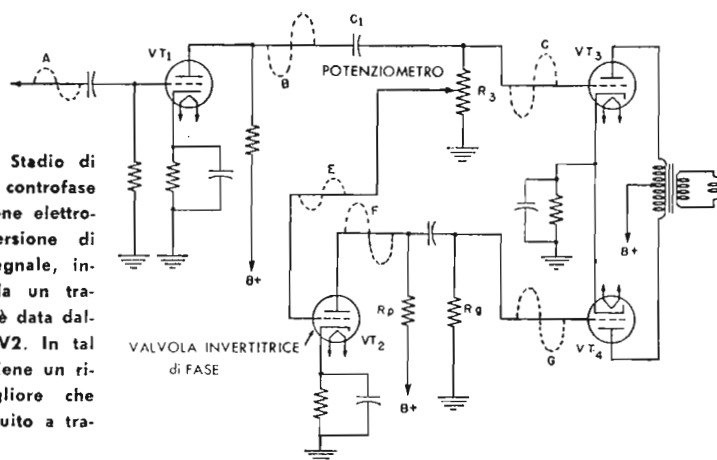 A
VT1
B
C1
POTENZIOMETRO
R3
C
VT3
B+
E
F
VALVOLA INVERTITRICE
di FASE
VT2
Rp
B+
Rg
G
VT4
B+
Stadio di
controfase
ene elettro-
ersione di
egnale, in-
la un tra-
è data dal-
V2. In tal
iene un ri-
gliore che
uito a tra-